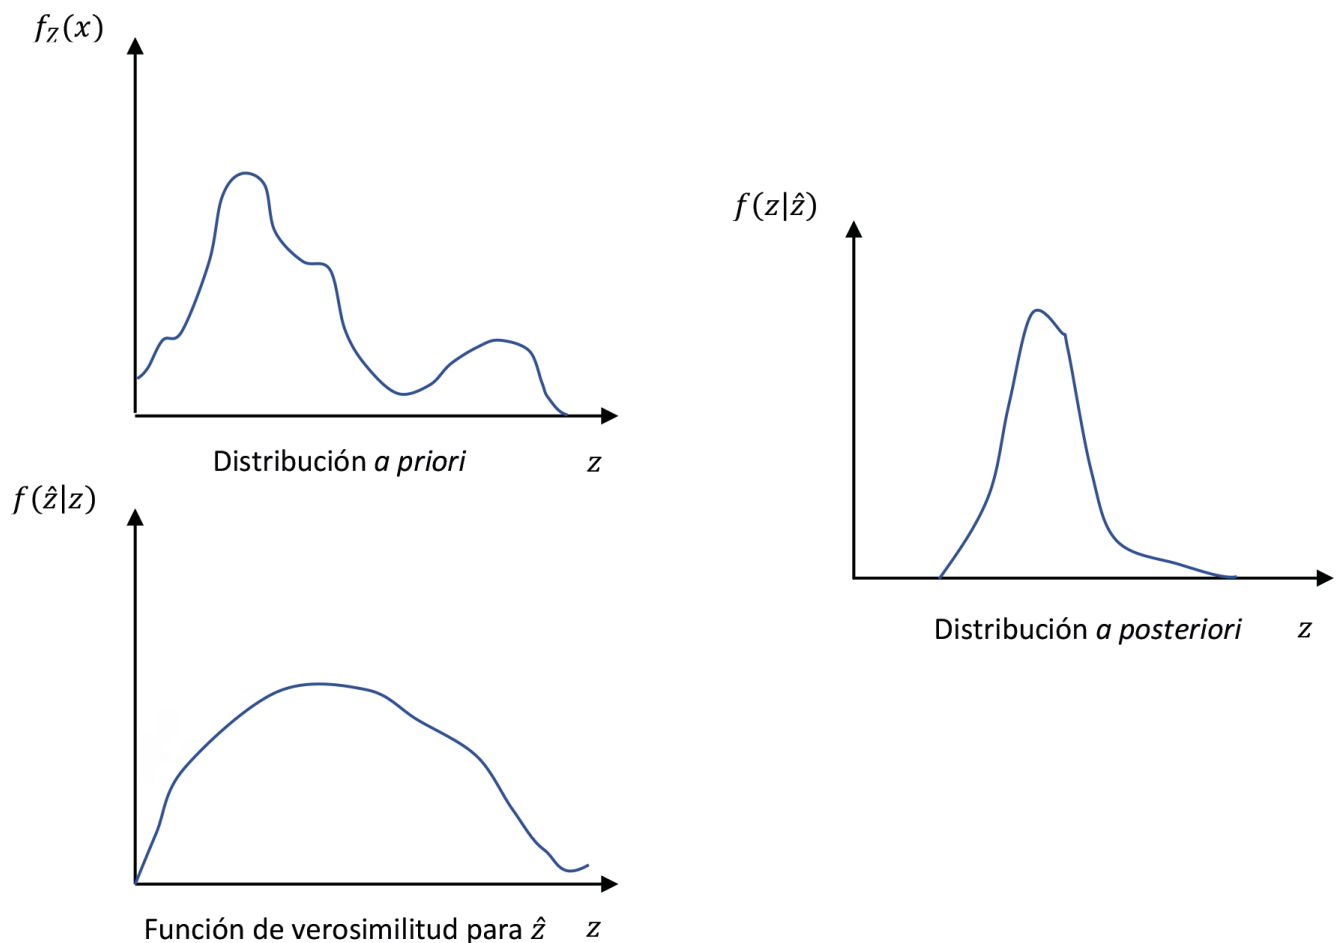 f_Z(x)
Distribución a priori
z
f(ẑ|z)
Función de verosimilitud para ẑ
z
f(z|ẑ)
Distribución a posteriori
z